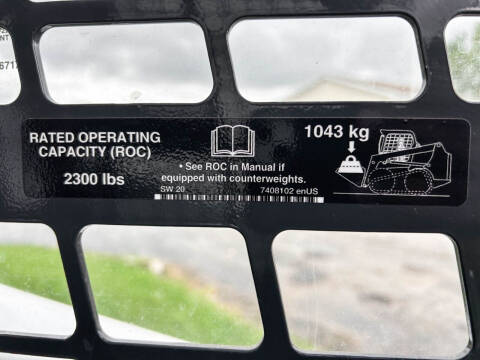 RATED OPERATING
CAPACITY (ROC)
2300 lbs
• See ROC in Manual if
equipped with counterweights.
SW 20 7408102 enUS
1043 kg